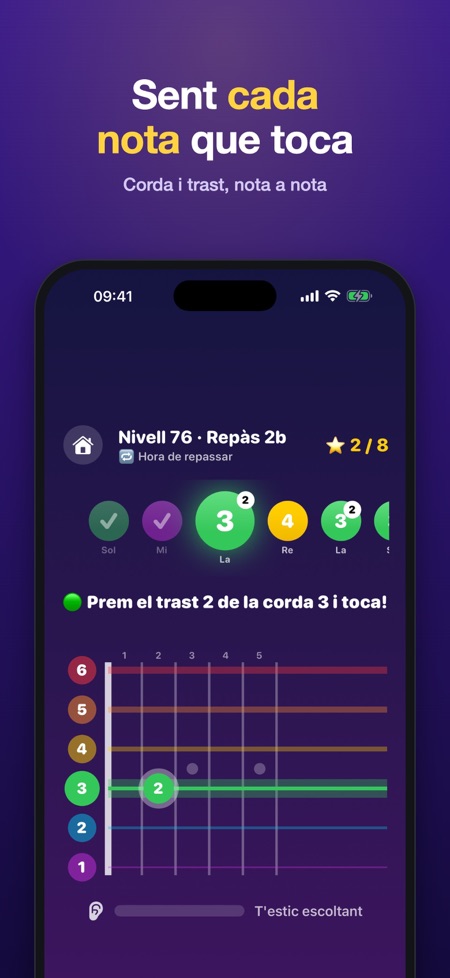 Sent cada
nota que toca
Corda i trast, nota a nota
09:41
Nivell 76 · Repàs 2b
Hora de repassar
2 / 8
3 2 4 3 2
Sol Mi La Re La
Prem el trast 2 de la corda 3 i toca!
1 2 3 4 5
6
5
4
3 2
2
1
T'estic escoltant